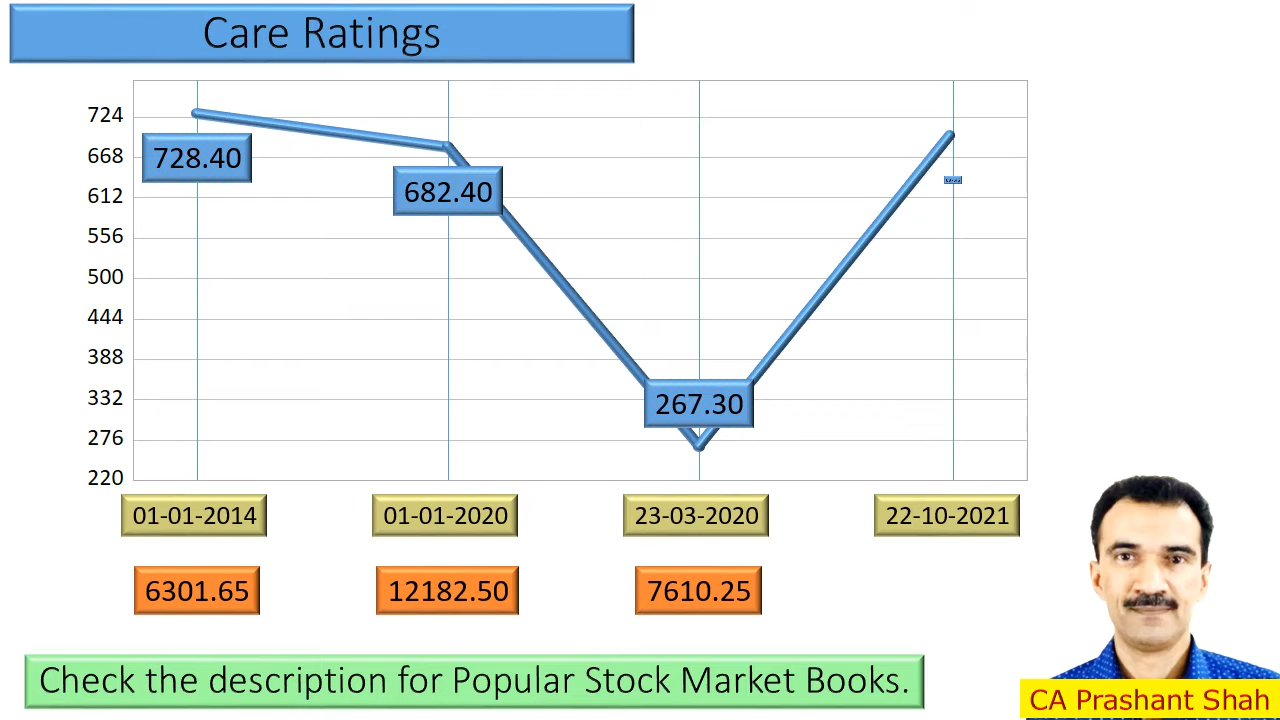 Care Ratings
724
668
612
556
500
444
388
332
276
220
728.40
682.40
267.30
01-01-2014 01-01-2020 23-03-2020 22-10-2021
6301.65 12182.50 7610.25
Check the description for Popular Stock Market Books.
CA Prashant Shah